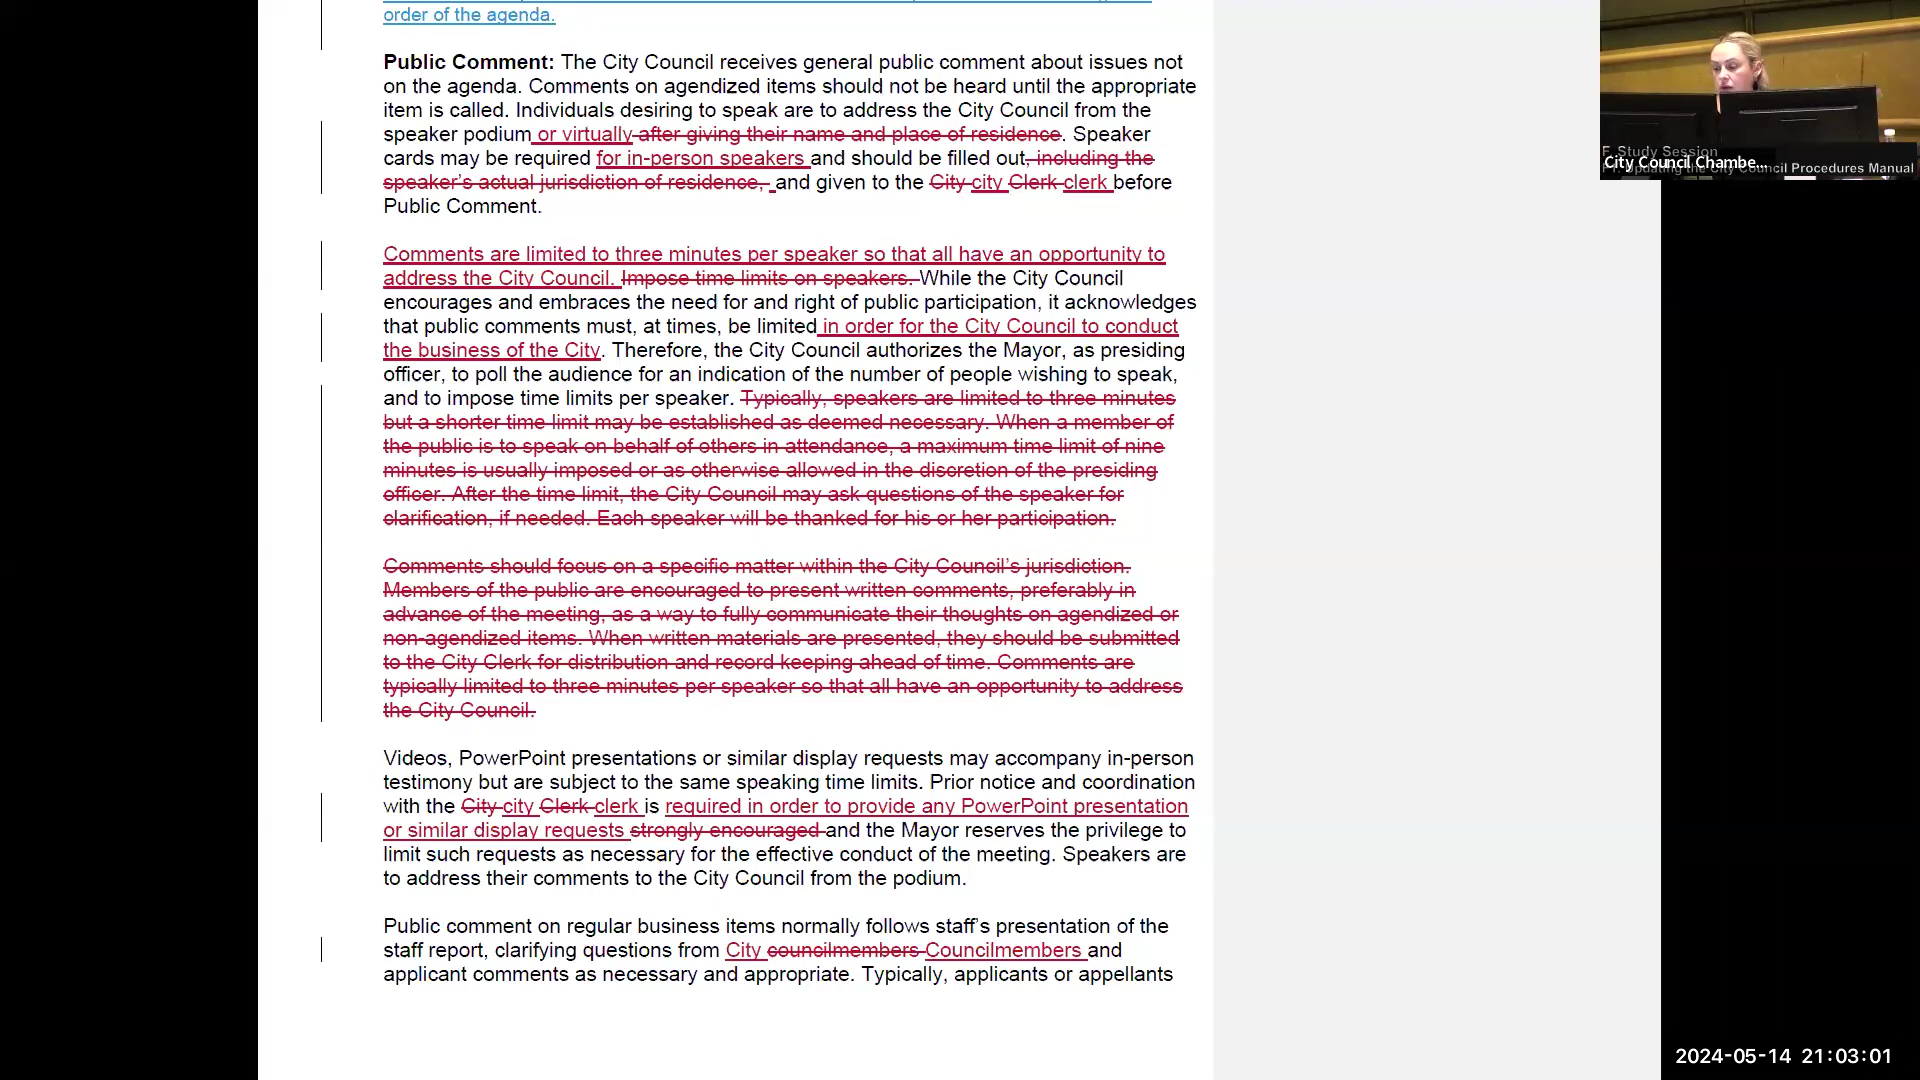 order of the agenda.
Public Comment: The City Council receives general public comment about issues not
on the agenda. Comments on agendized items should not be heard until the appropriate
item is called. Individuals desiring to speak are to address the City Council from the
speaker podium or virtually after giving their name and place of residence. Speaker
cards may be required for in-person speakers and should be filled out, including the
speaker's actual jurisdiction of residence, and given to the City city Clerk clerk before
Public Comment.
Comments are limited to three minutes per speaker so that all have an opportunity to
address the City Council. Impose time limits on speakers. While the City Council
encourages and embraces the need for and right of public participation, it acknowledges
that public comments must, at times, be limited in order for the City Council to conduct
the business of the City. Therefore, the City Council authorizes the Mayor, as presiding
officer, to poll the audience for an indication of the number of people wishing to speak,
and to impose time limits per speaker. Typically, speakers are limited to three minutes
but a shorter time limit may be established as deemed necessary. When a member of
the public is to speak on behalf of others in attendance, a maximum time limit of nine
minutes is usually imposed or as otherwise allowed in the discretion of the presiding
officer. After the time limit, the City Council may ask questions of the speaker for
clarification, if needed. Each speaker will be thanked for his or her participation.
Comments should focus on a specific matter within the City Council's jurisdiction.
Members of the public are encouraged to present written comments, preferably in
advance of the meeting, as a way to fully communicate their thoughts on agendized or
non-agendized items. When written materials are presented, they should be submitted
to the City Clerk for distribution and record keeping ahead of time. Comments are
typically limited to three minutes per speaker so that all have an opportunity to address
the City Council.
Videos, PowerPoint presentations or similar display requests may accompany in-person
testimony but are subject to the same speaking time limits. Prior notice and coordination
with the City city Clerk clerk is required in order to provide any PowerPoint presentation
or similar display requests strongly encouraged and the Mayor reserves the privilege to
limit such requests as necessary for the effective conduct of the meeting. Speakers are
to address their comments to the City Council from the podium.
Public comment on regular business items normally follows staff's presentation of the
staff report, clarifying questions from City councilmembers Councilmembers and
applicant comments as necessary and appropriate. Typically, applicants or appellants
F. Study Session
City Council Chambe...
Updating the City Council Procedures Manual
2024-05-14 21:03:01